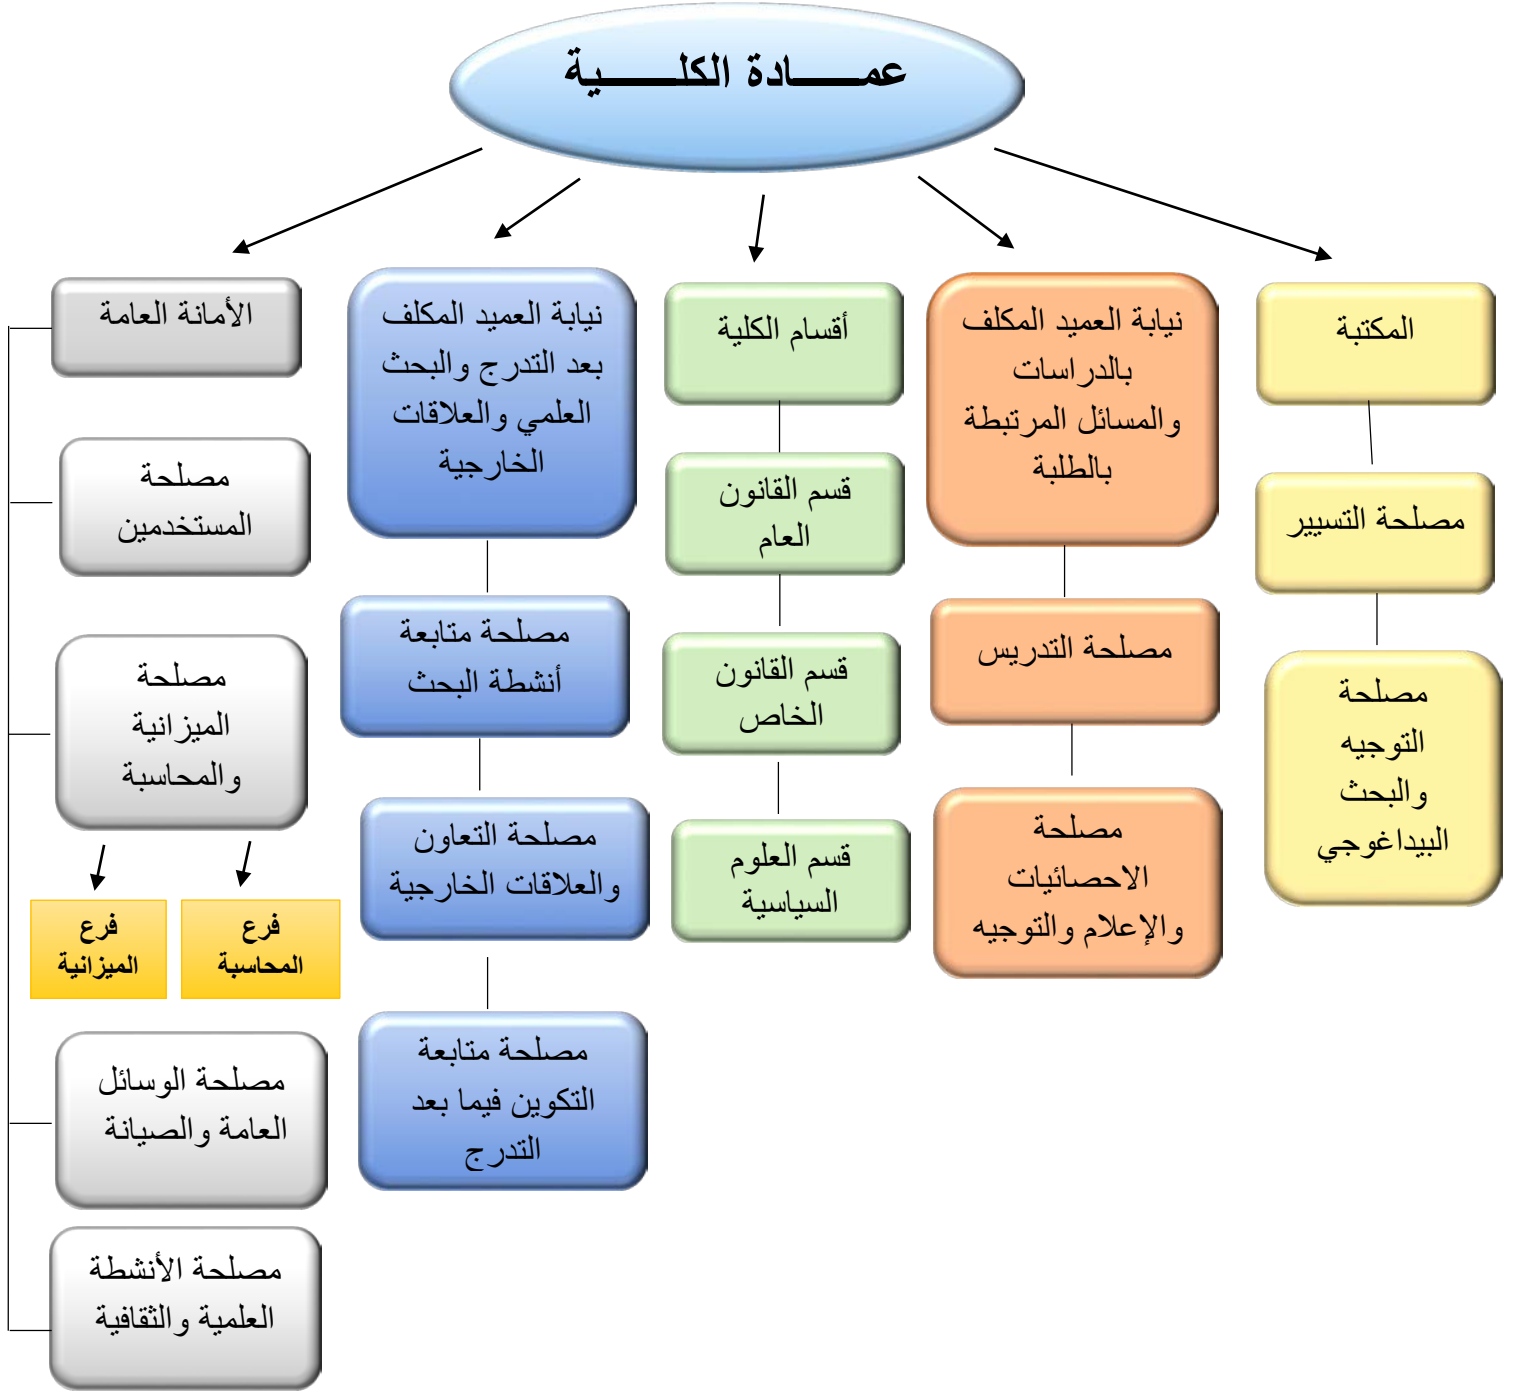 عمـــــــادة الكلـــــــية
المكتبة
مصلحة التسيير
مصلحة
التوجيه
والبحث
البيداغوجي
نيابة العميد المكلف
بالدراسات
والمسائل المرتبطة
بالطلبة
مصلحة التدريس
مصلحة
الاحصائيات
والإعلام والتوجيه
أقسام الكلية
قسم القانون
العام
قسم القانون
الخاص
قسم العلوم
السياسية
نيابة العميد المكلف
بعد التدرج والبحث
العلمي والعلاقات
الخارجية
مصلحة متابعة
أنشطة البحث
مصلحة التعاون
والعلاقات الخارجية
مصلحة متابعة
التكوين فيما بعد
التدرج
الأمانة العامة
مصلحة
المستخدمين
مصلحة
الميزانية
والمحاسبة
فرع
المحاسبة
فرع
الميزانية
مصلحة الوسائل
العامة والصيانة
مصلحة الأنشطة
العلمية والثقافية